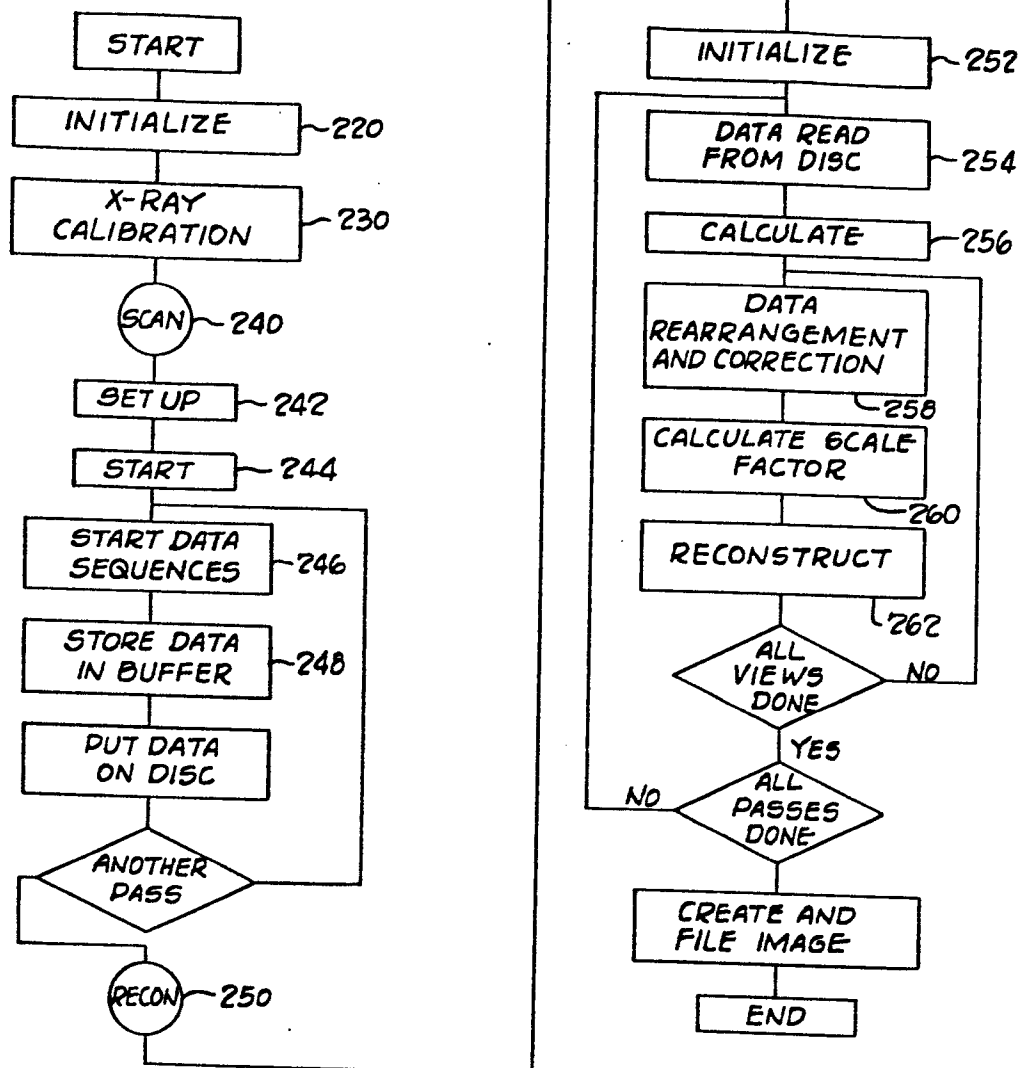 START
INITIALIZE
220
X-RAY
CALIBRATION
230
SCAN
240
SET UP
242
START
244
START DATA
SEQUENCES
246
STORE DATA
IN BUFFER
248
PUT DATA
ON DISC
ANOTHER
PASS
RECON
250
INITIALIZE
252
DATA READ
FROM DISC
254
CALCULATE
256
DATA
REARRANGEMENT
AND CORRECTION
258
CALCULATE SCALE
FACTOR
260
RECONSTRUCT
262
ALL
VIEWS
DONE
NO
YES
ALL
PASSES
DONE
NO
CREATE AND
FILE IMAGE
END